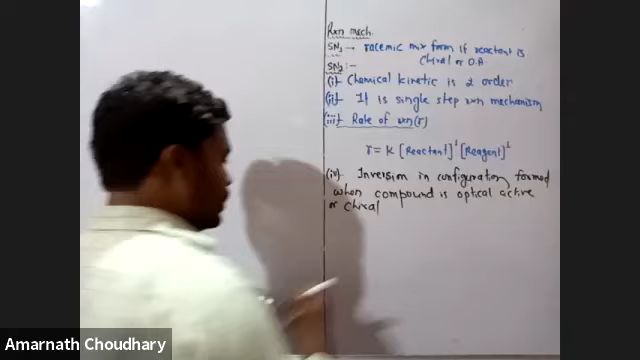 Rxn mech.
SN1 → racemic mix form if reactant is
chiral or O.A
SN2 :-
(i)- Chemical kinetic is 2 order
(ii)- It is single step rxn mechanism
(iii)- Rate of rxn(r)
r = k [Reactant]¹ [Reagent]¹
(iv)- Inversion in configuration formed
when compound is optical active
or chiral
Amarnath Choudhary